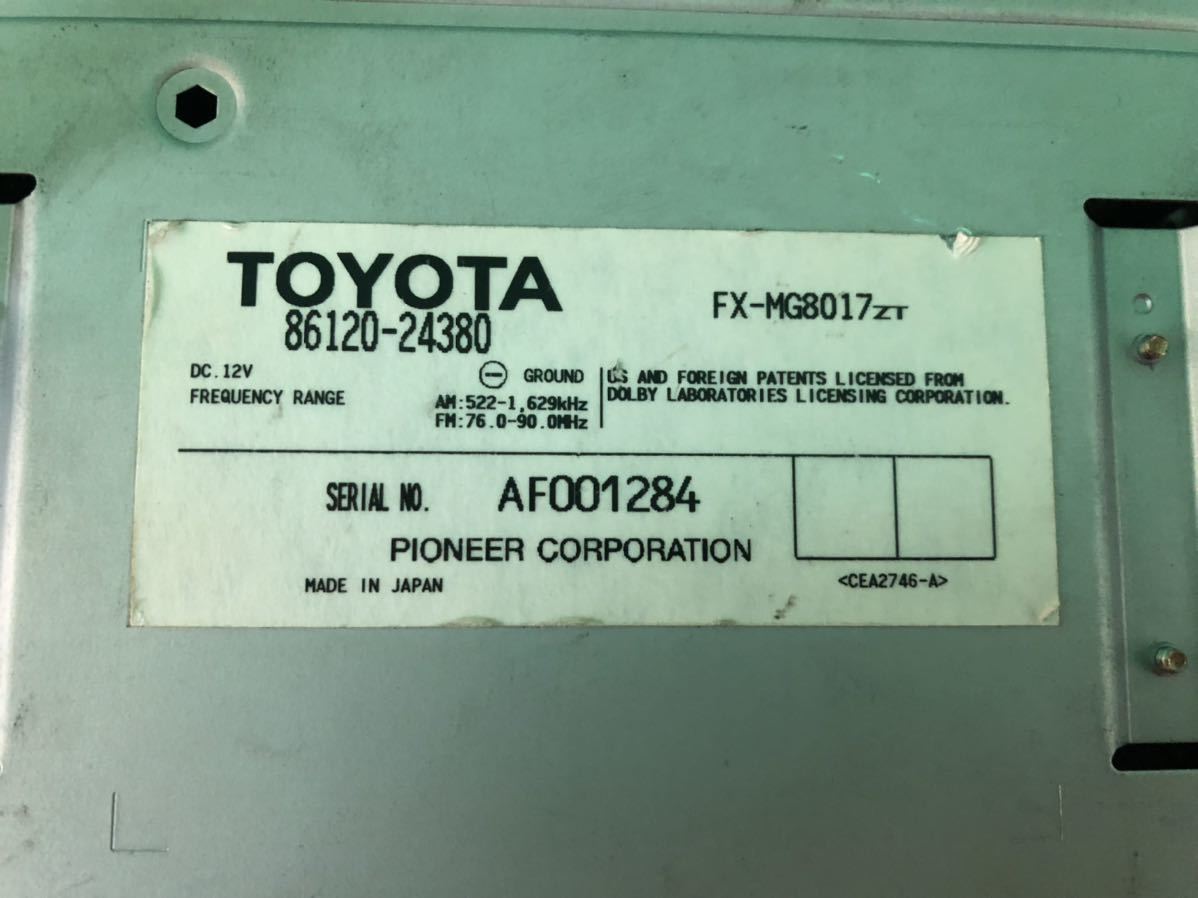 TOYOTA
86120-24380
FX-MG8017ZT
DC.12V
⊖ GROUND
FREQUENCY RANGE
AM:522-1,629kHz
FM:76.0-90.0MHz
US AND FOREIGN PATENTS LICENSED FROM
DOLBY LABORATORIES LICENSING CORPORATION.
SERIAL NO. AF001284
PIONEER CORPORATION
MADE IN JAPAN
<CEA2746-A>